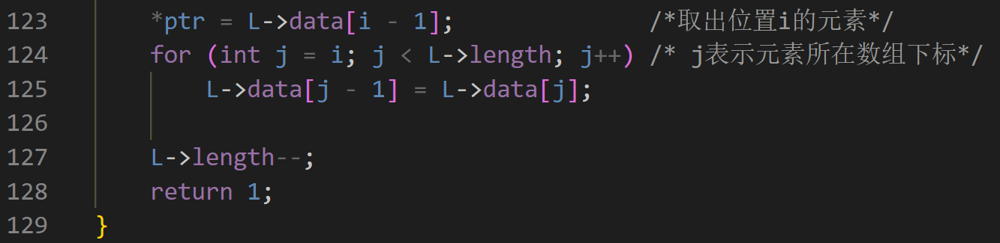 123 *ptr = L->data[i - 1]; /*取出位置i的元素*/
124 for (int j = i; j < L->length; j++) /* j表示元素所在数组下标*/
125 L->data[j - 1] = L->data[j];
126
127 L->length--;
128 return 1;
129 }